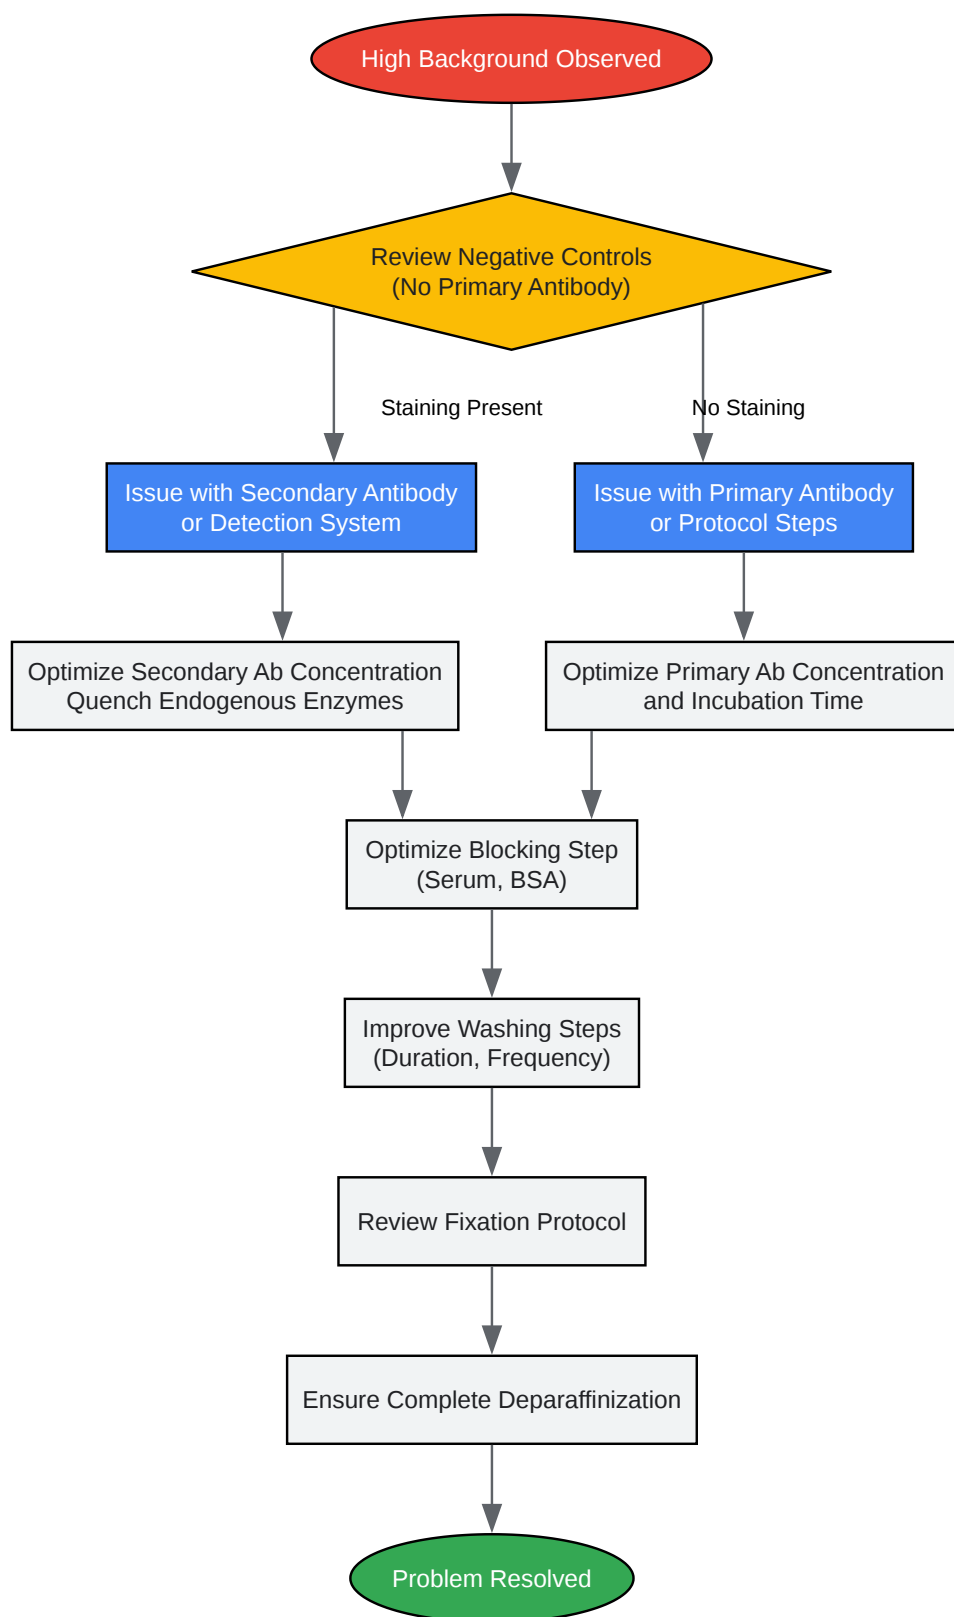 High Background Observed
Review Negative Controls
(No Primary Antibody)
Staining Present
No Staining
Issue with Secondary Antibody
or Detection System
Issue with Primary Antibody
or Protocol Steps
Optimize Secondary Ab Concentration
Quench Endogenous Enzymes
Optimize Primary Ab Concentration
and Incubation Time
Optimize Blocking Step
(Serum, BSA)
Improve Washing Steps
(Duration, Frequency)
Review Fixation Protocol
Ensure Complete Deparaffinization
Problem Resolved